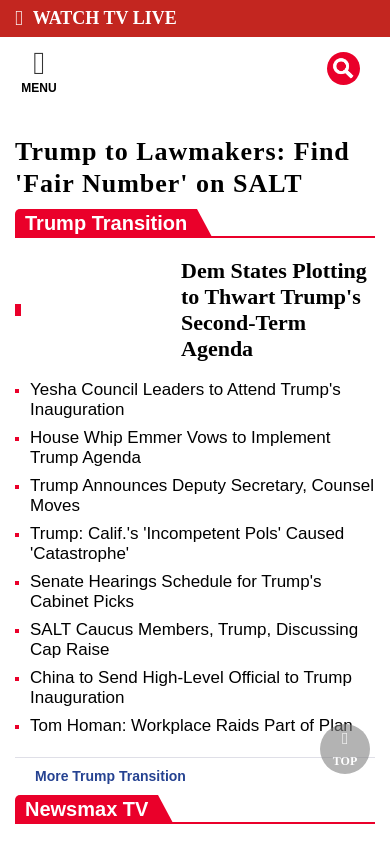 WATCH TV LIVE
MENU
Trump to Lawmakers: Find
'Fair Number' on SALT
Trump Transition
Dem States Plotting
to Thwart Trump's
Second-Term
Agenda
Yesha Council Leaders to Attend Trump's
Inauguration
House Whip Emmer Vows to Implement
Trump Agenda
Trump Announces Deputy Secretary, Counsel
Moves
Trump: Calif.'s 'Incompetent Pols' Caused
'Catastrophe'
Senate Hearings Schedule for Trump's
Cabinet Picks
SALT Caucus Members, Trump, Discussing
Cap Raise
China to Send High-Level Official to Trump
Inauguration
Tom Homan: Workplace Raids Part of Plan
TOP
More Trump Transition
Newsmax TV